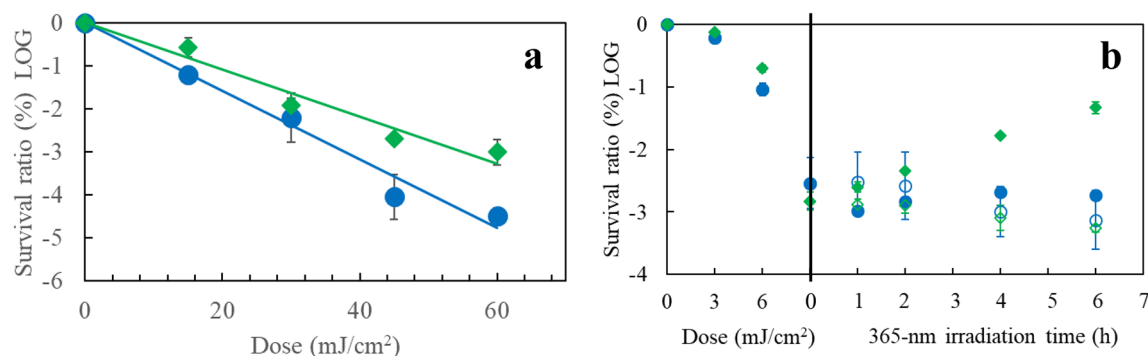 a
0
-1
-2
-3
-4
-5
-6
Survival ratio (%) LOG
0 20 40 60
Dose (mJ/cm²)
b
0
-1
-2
-3
-4
Survival ratio (%) LOG
0 3 6 0 1 2 3 4 5 6 7
Dose (mJ/cm²) 365-nm irradiation time (h)